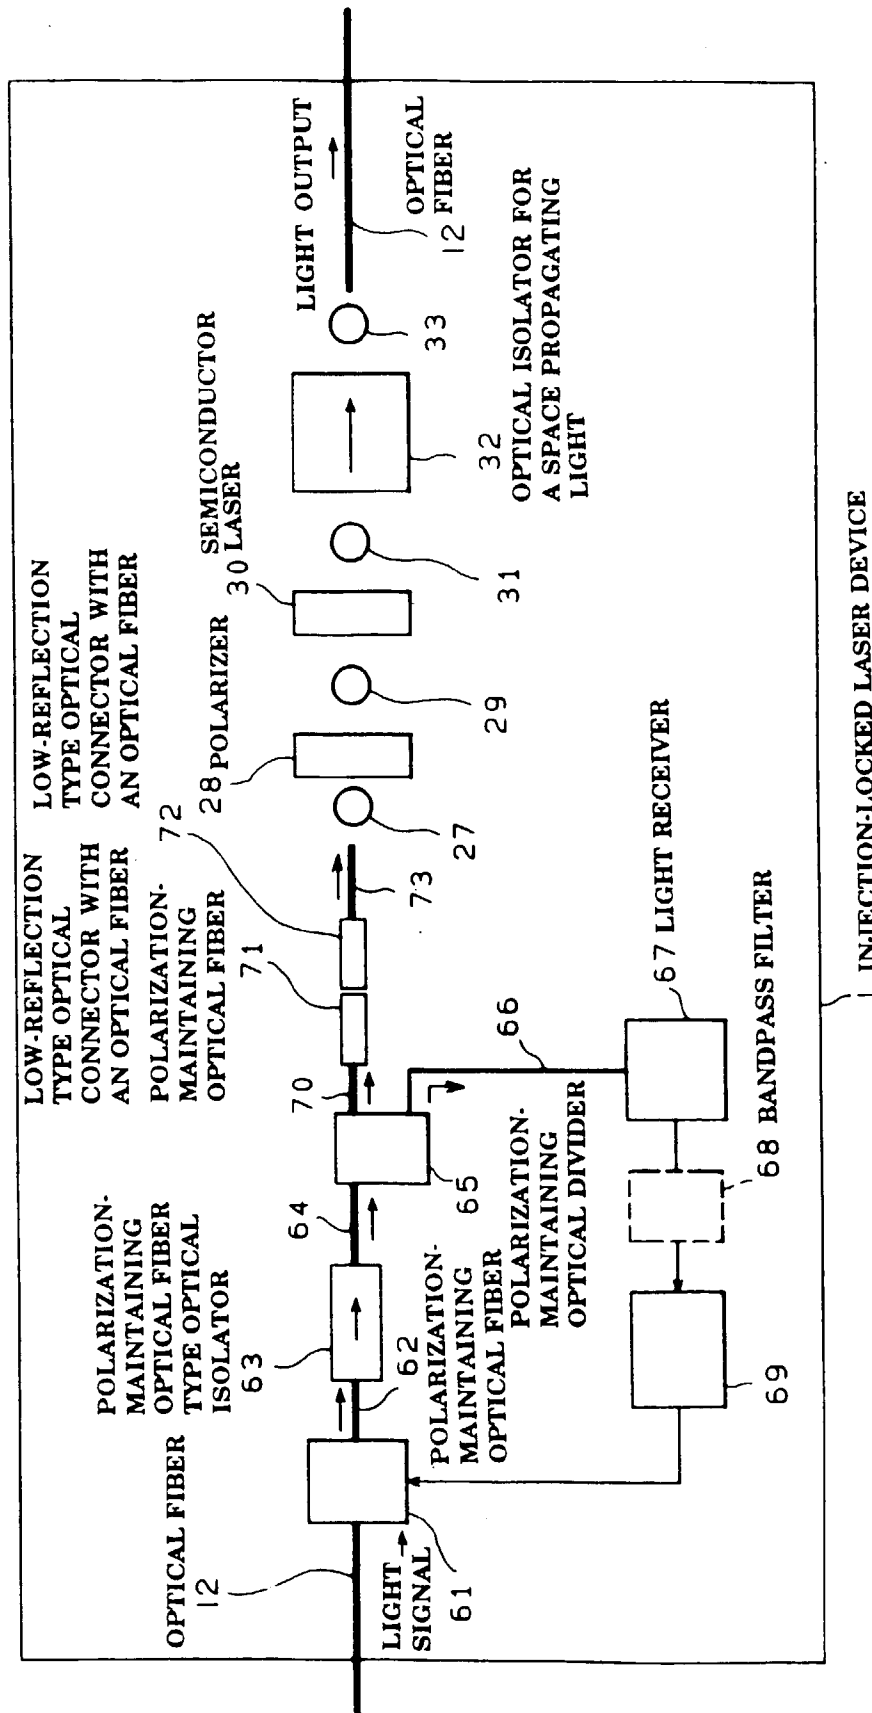 LOW-REFLECTION
TYPE OPTICAL
CONNECTOR WITH
AN OPTICAL FIBER
LOW-REFLECTION
TYPE OPTICAL
CONNECTOR WITH
AN OPTICAL FIBER
POLARIZATION-
MAINTAINING
OPTICAL FIBER
POLARIZATION-
MAINTAINING
OPTICAL FIBER
TYPE OPTICAL
ISOLATOR
63
OPTICAL FIBER
12
64
70
71
72
28 POLARIZER
30
SEMICONDUCTOR
LASER
LIGHT OUTPUT
LIGHT
SIGNAL
61
62
POLARIZATION-
MAINTAINING
OPTICAL FIBER
65
POLARIZATION-
MAINTAINING
OPTICAL DIVIDER
66
73
27
29
31
32
OPTICAL ISOLATOR FOR
A SPACE PROPAGATING
LIGHT
33
12
OPTICAL
FIBER
69
68 BANDPASS FILTER
67 LIGHT RECEIVER
1 INJECTION-LOCKED LASER DEVICE